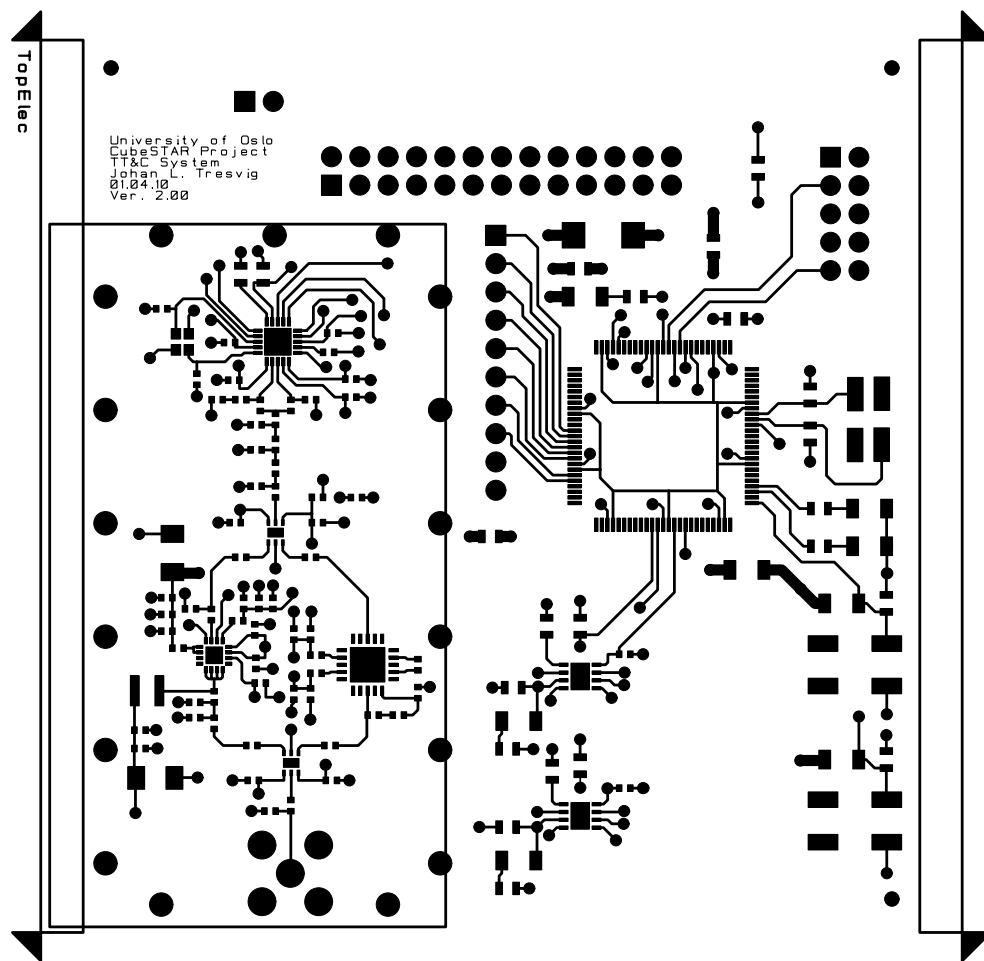 TopElec
University of Oslo
CubeSTAR Project
TT&C System
Johan L. Tresvig
01.04.10
Ver. 2.00